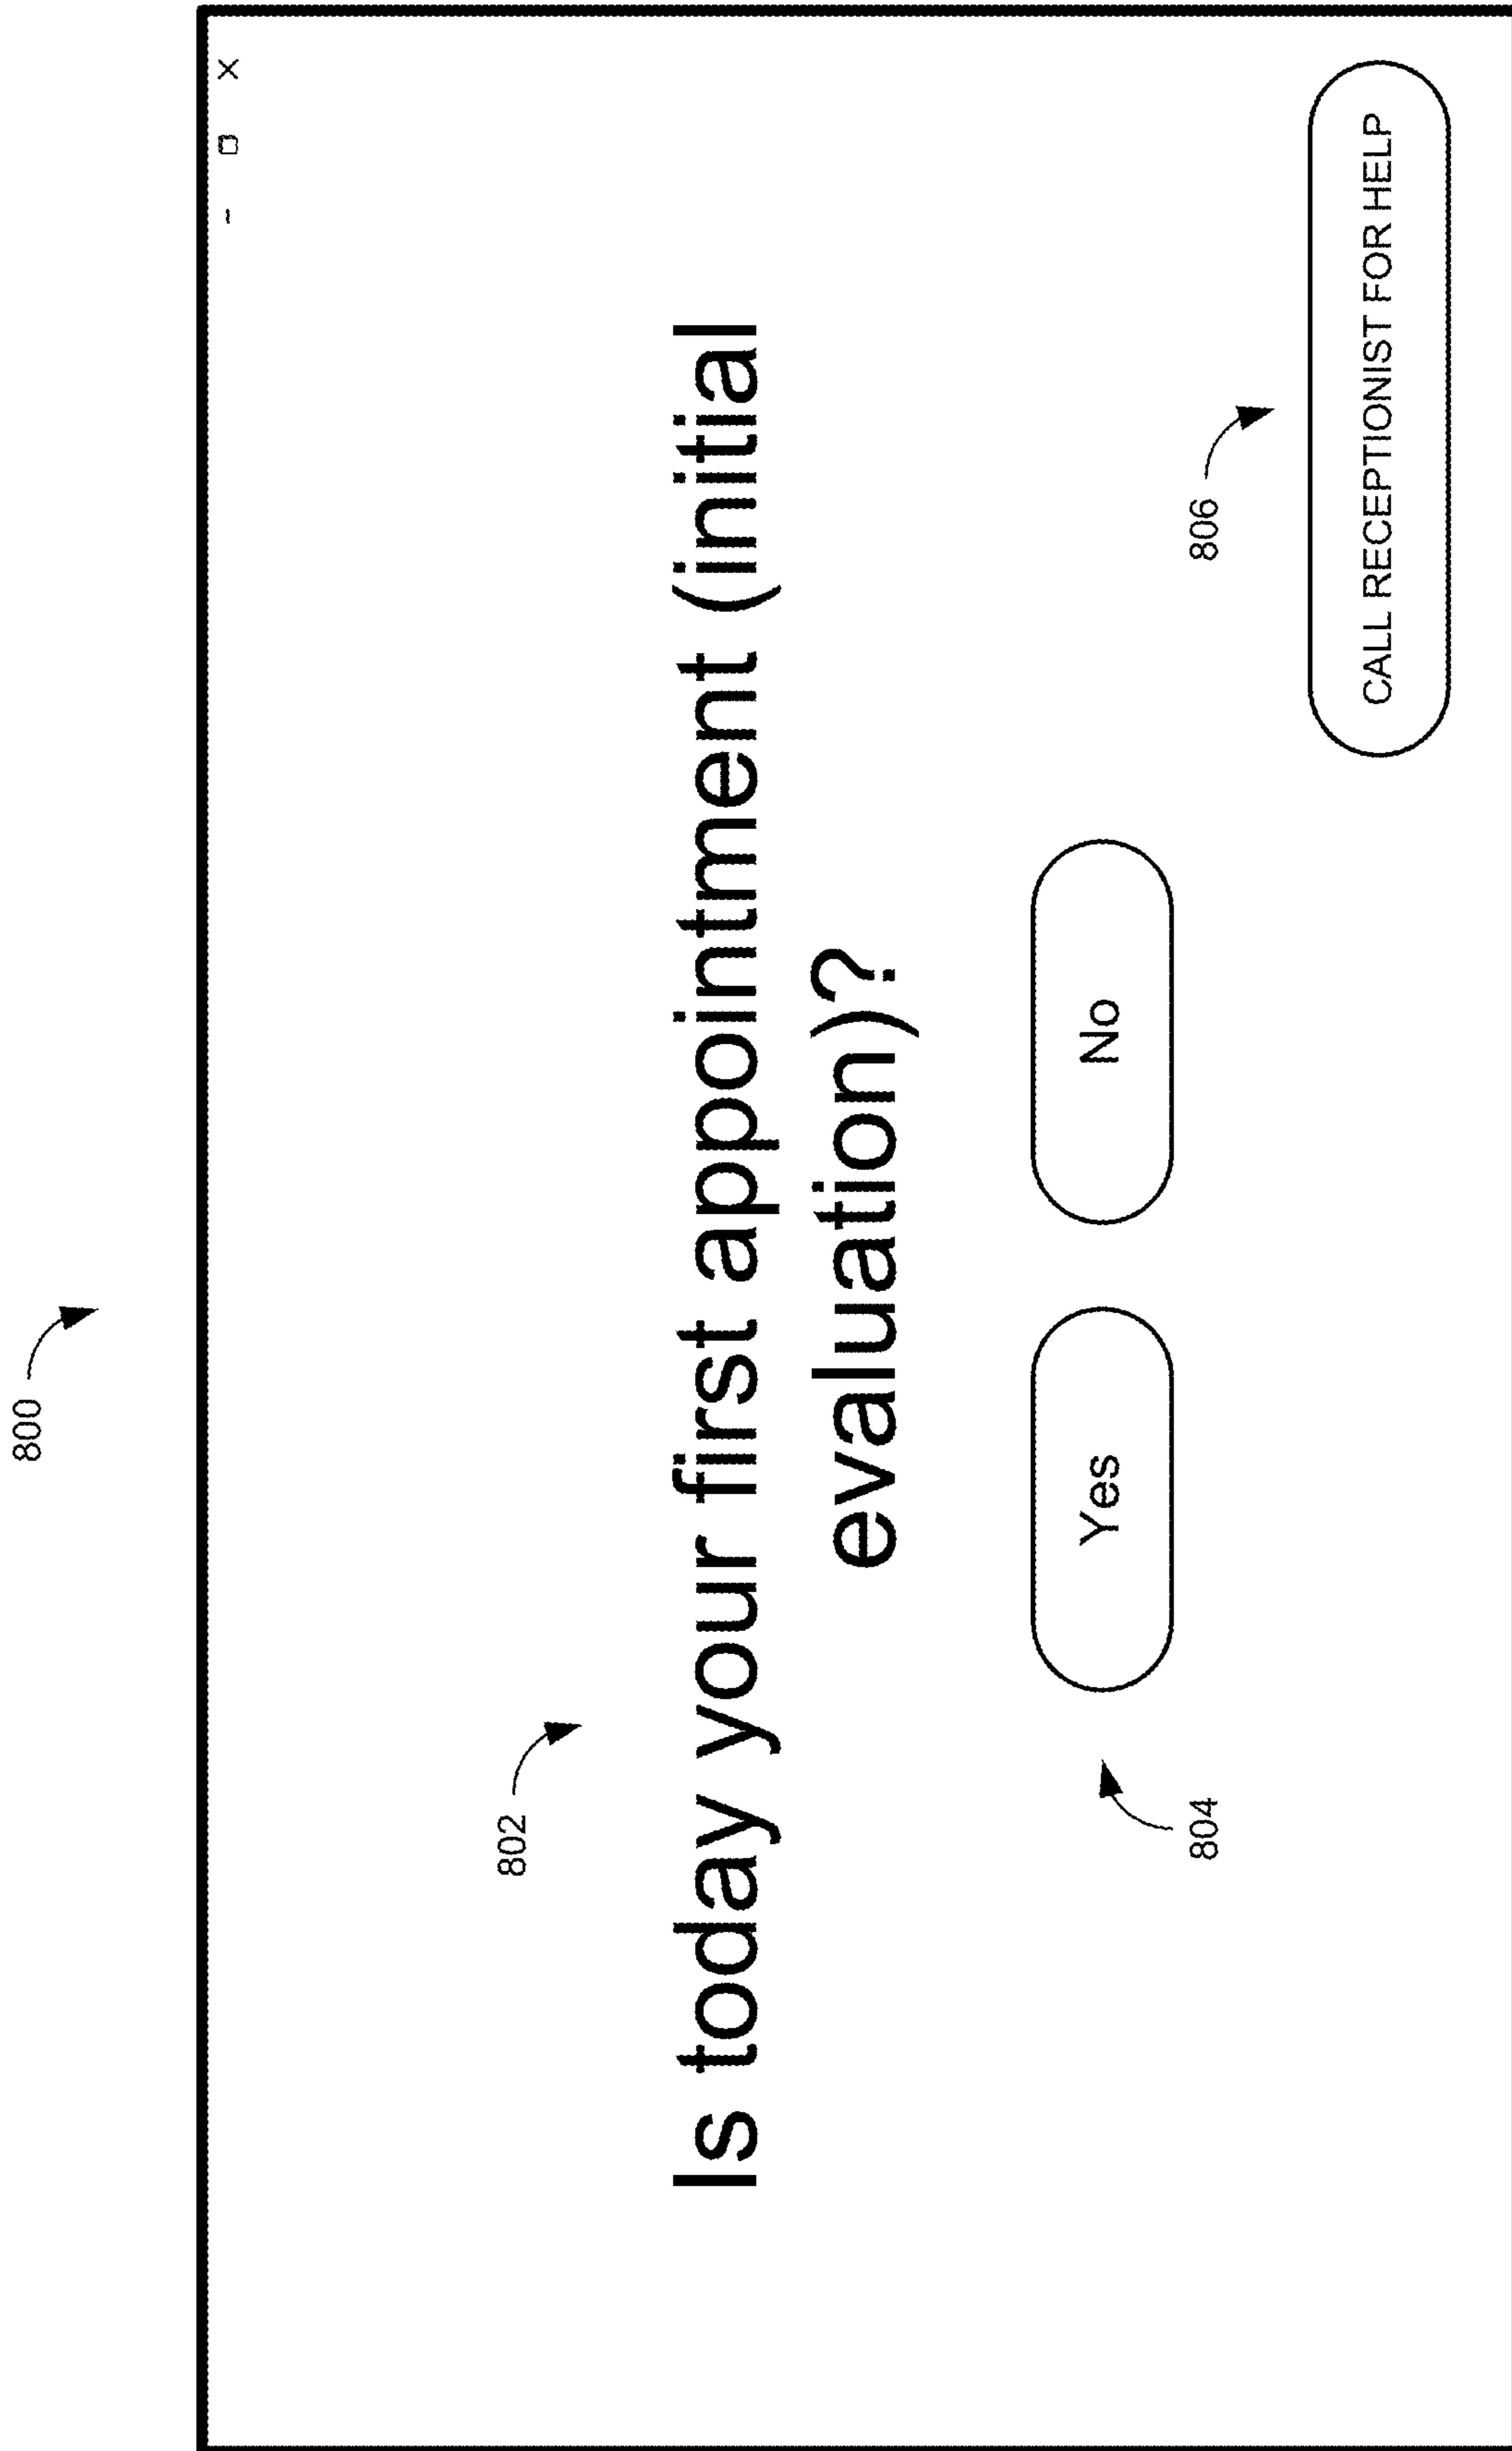 800
802
Is today your first appointment (initial
evaluation)?
Yes
No
804
806
CALL RECEPTIONIST FOR HELP